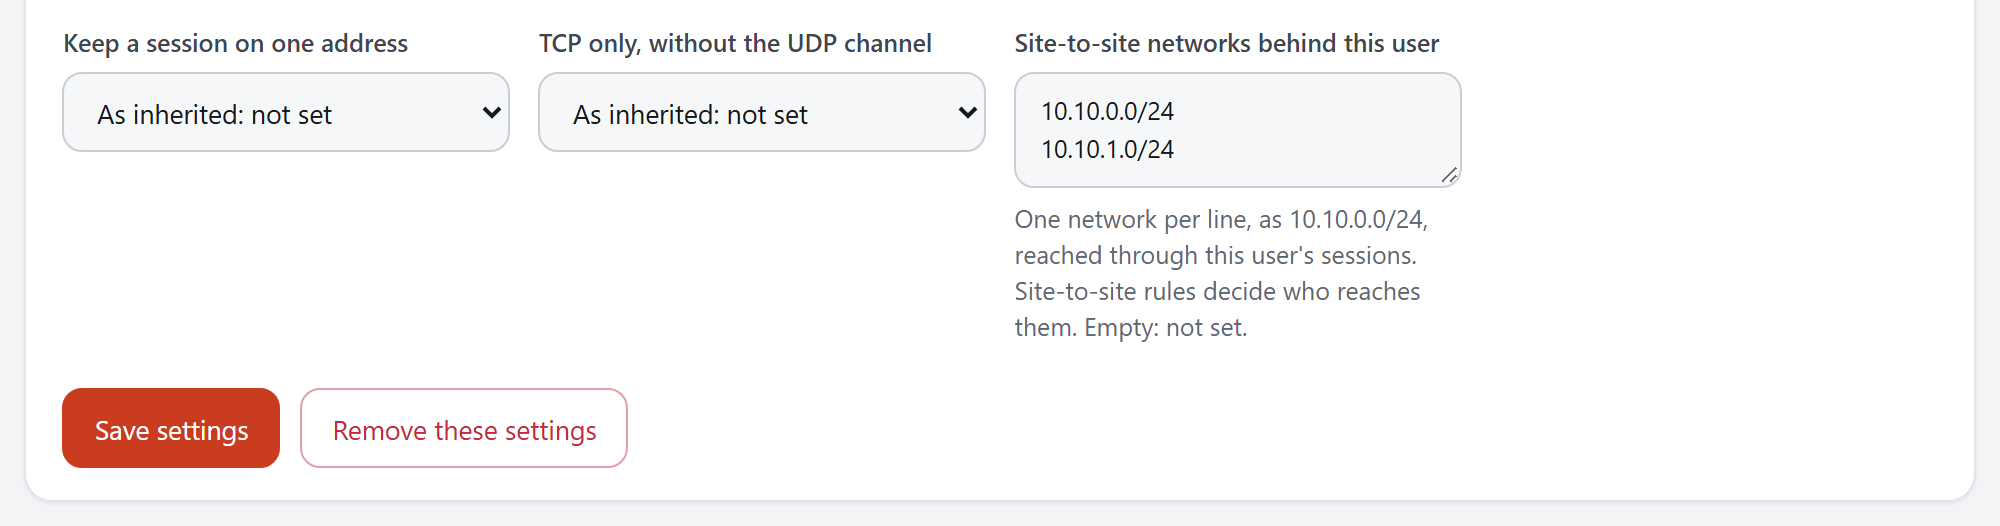 Keep a session on one address
As inherited: not set
TCP only, without the UDP channel
As inherited: not set
Site-to-site networks behind this user
10.10.0.0/24
10.10.1.0/24
One network per line, as 10.10.0.0/24,
reached through this user's sessions.
Site-to-site rules decide who reaches
them. Empty: not set.
Save settings
Remove these settings